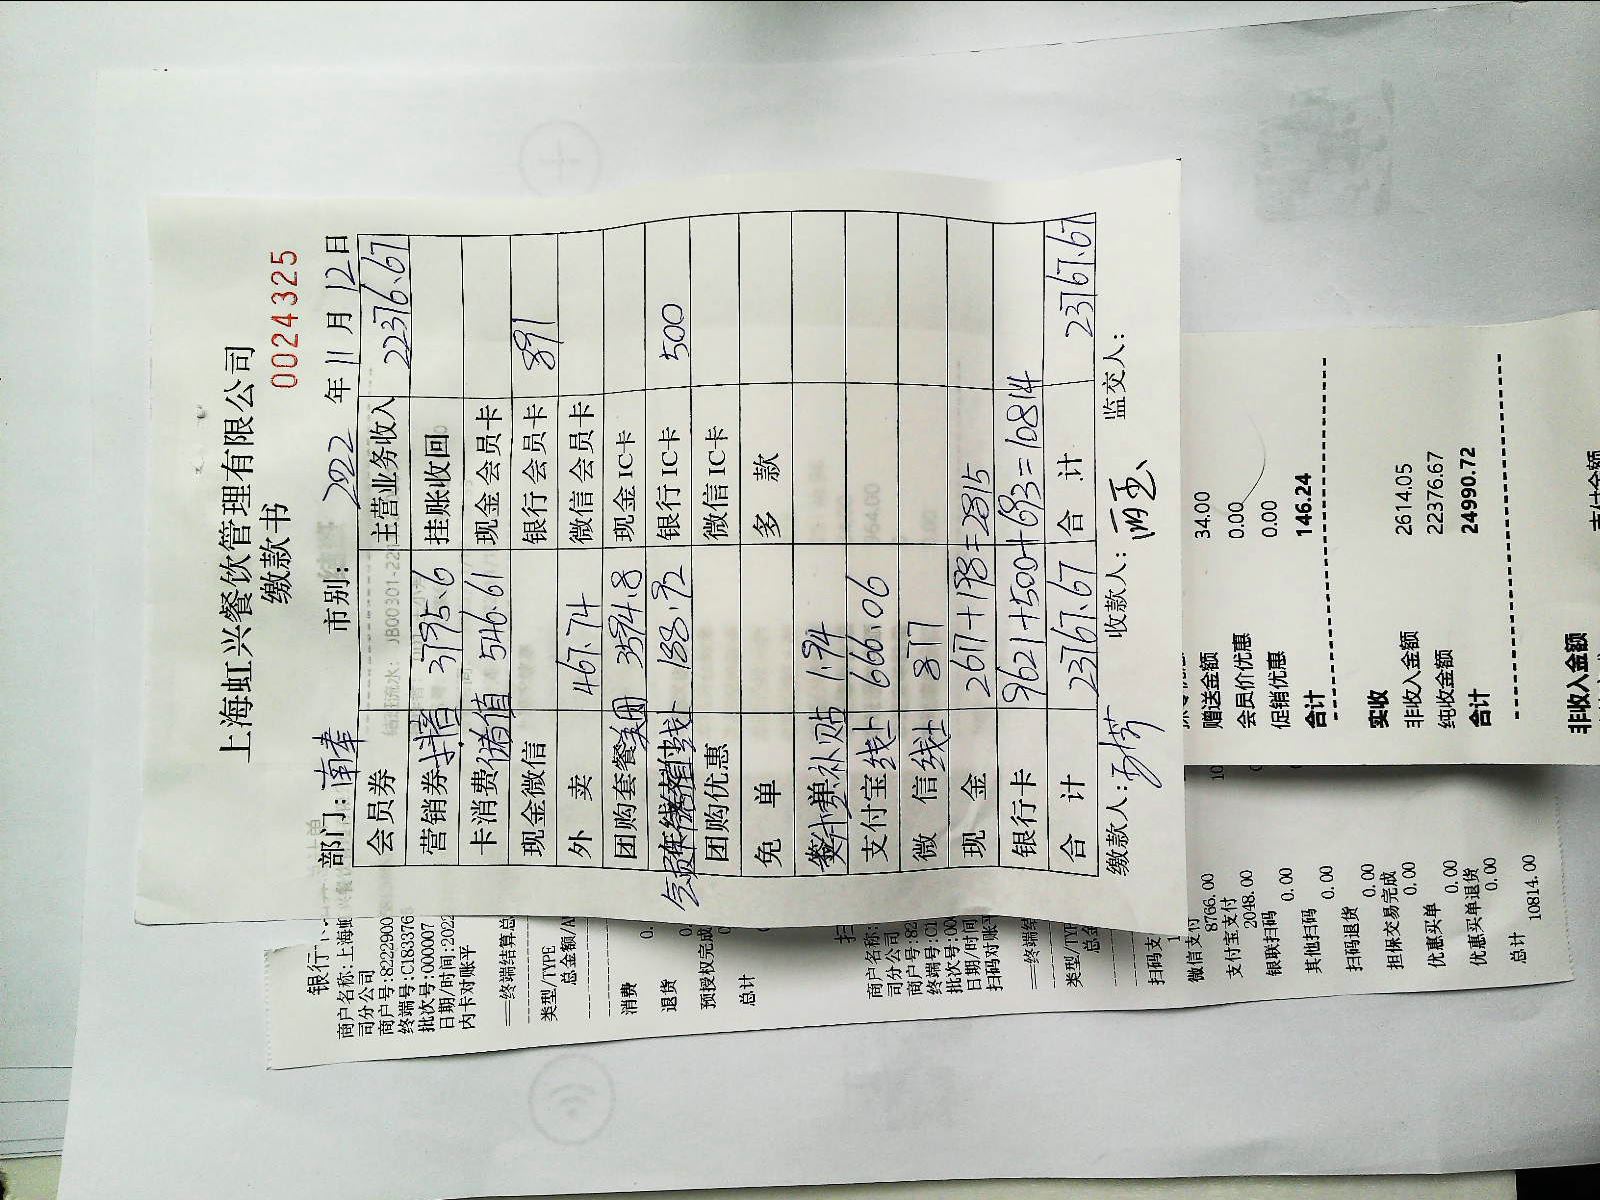 上海虹兴餐饮管理有限公司
缴款书
00244325
部门:南奉 市别: 2022 年 11 月 12 日
会员券 主营业务收入 22376.67
营销券抖音 3175.6 挂账收回
卡消费储值 546.61 现金会员卡
现金微信 银行会员卡 891
外 卖 467.74 微信会员卡
团购套餐美团 3594.8 现金IC卡
188.92 银行IC卡 500
团购优惠 微信IC卡
免 单 多 款
补贴 1.94
支付宝线上 666.06
微 信线上 877
现 金 2617+198=2815
银行卡 9621+500+693=10814
合 计 23767.67 合 计 23767.67
缴款人: 收款人: 监交人:
赠送金额 34.00
会员价优惠 0.00
促销优惠 0.00
合计 146.24
实收
非收入金额 2614.05
纯收金额 22376.67
合计 24990.72
非收入金额
支付金额
银行卡
商户名称:上海虹
司分公司
商户号:8222900
终端号:C1833376
批次号:000007
日期/时间:2022
内卡对账平
==终端结算总
类型/TYPE
总金额/A
消费
0.
退货
0.
预授权完成
总计
扫
商户名称:
司分公司
商户号:82
终端号:C1
批次号:00
日期/时间
扫码对账平
==终端结
类型/TYP
总金
扫码支
微信支付
8766.00
支付宝支付
2048.00
银联扫码
0.00
其他扫码
0.00
扫码退货
0.00
担保交易完成
0.00
优惠买单
0.00
优惠买单退货
0.00
总计
10814.00